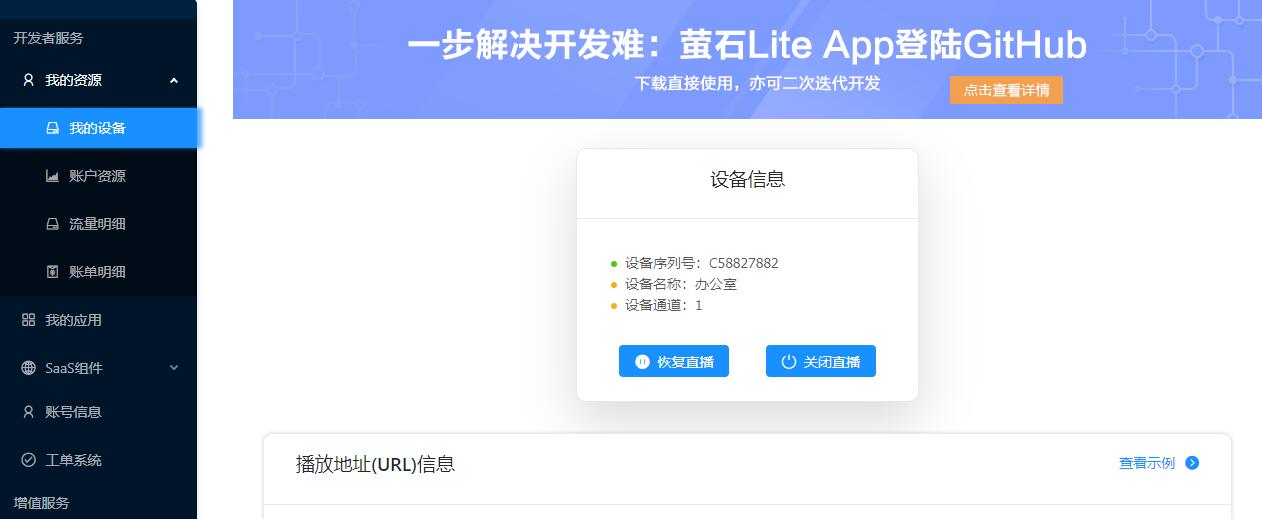 开发者服务
我的资源
我的设备
账户资源
流量明细
账单明细
我的应用
SaaS组件
账号信息
工单系统
增值服务
一步解决开发难：萤石Lite App登陆GitHub
下载直接使用，亦可二次迭代开发
点击查看详情
设备信息
设备序列号：C58827882
设备名称：办公室
设备通道：1
恢复直播 关闭直播
播放地址(URL)信息 查看示例